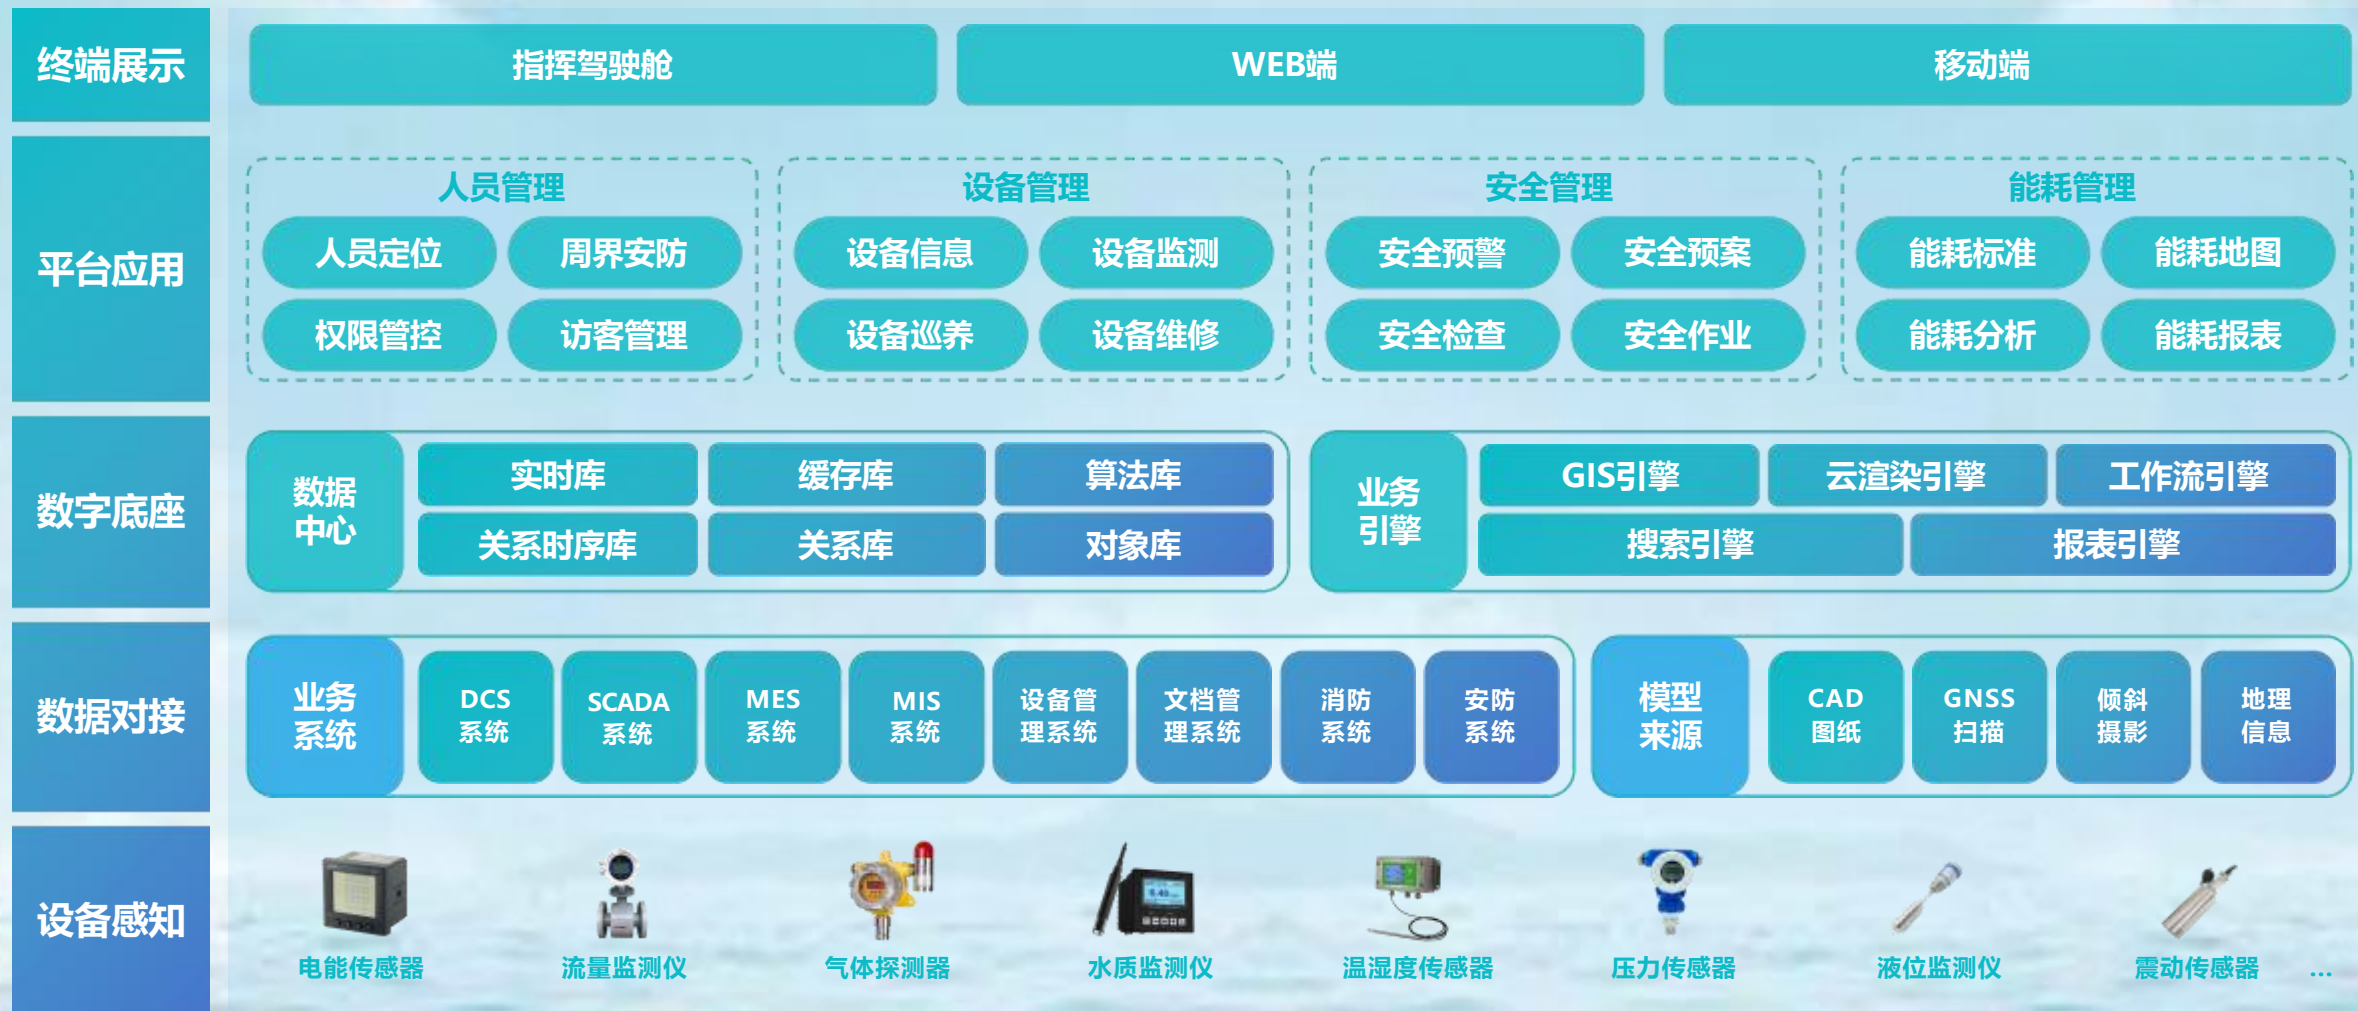 终端展示
指挥驾驶舱
WEB端
移动端
平台应用
人员管理
人员定位
周界安防
权限管控
访客管理
设备管理
设备信息
设备监测
设备巡养
设备维修
安全管理
安全预警
安全预案
安全检查
安全作业
能耗管理
能耗标准
能耗地图
能耗分析
能耗报表
数字底座
数据
中心
实时库
缓存库
算法库
关系时序库
关系库
对象库
业务
引擎
GIS引擎
云渲染引擎
工作流引擎
搜索引擎
报表引擎
数据对接
业务
系统
DCS
系统
SCADA
系统
MES
系统
MIS
系统
设备管
理系统
文档管
理系统
消防
系统
安防
系统
模型
来源
CAD
图纸
GNSS
扫描
倾斜
摄影
地理
信息
设备感知
电能传感器
流量监测仪
气体探测器
水质监测仪
温湿度传感器
压力传感器
液位监测仪
震动传感器
...